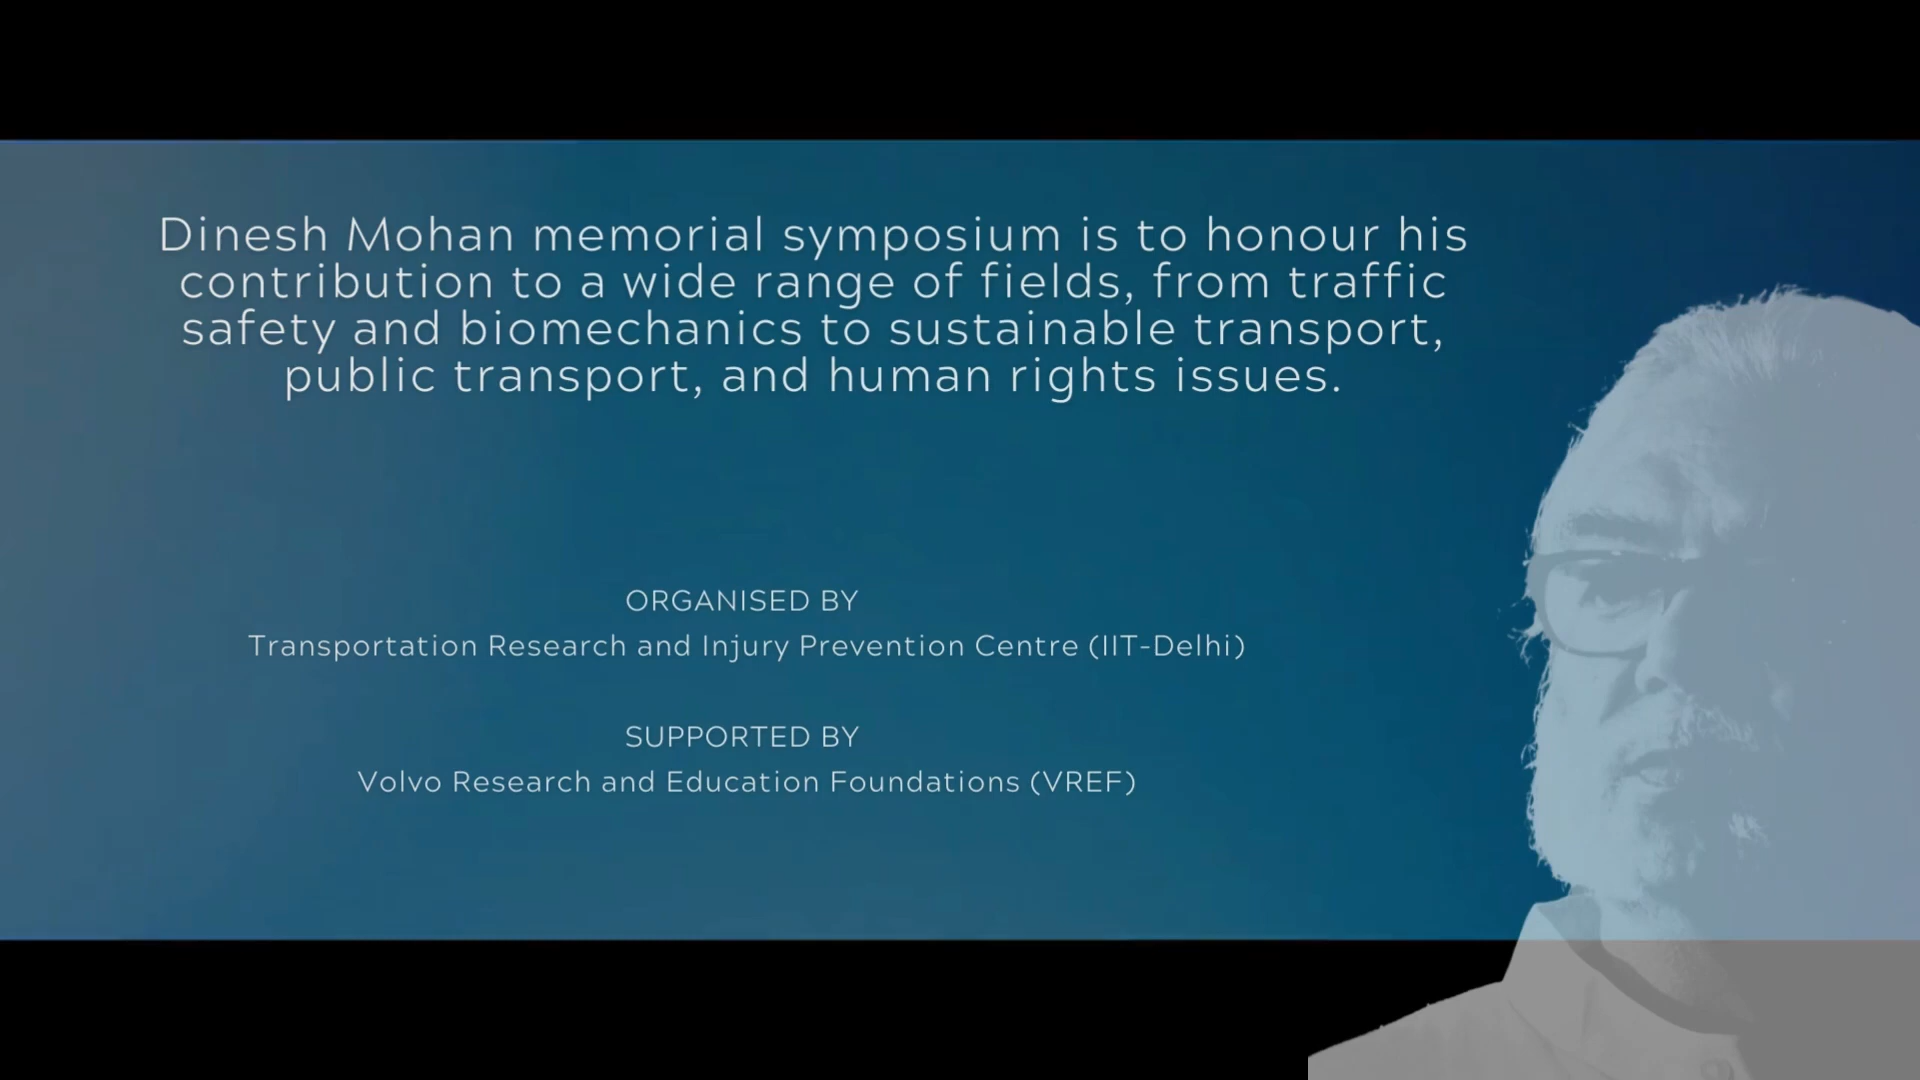 Dinesh Mohan memorial symposium is to honour his
contribution to a wide range of fields, from traffic
safety and biomechanics to sustainable transport,
public transport, and human rights issues.
ORGANISED BY
Transportation Research and Injury Prevention Centre (IIT-Delhi)
SUPPORTED BY
Volvo Research and Education Foundations (VREF)